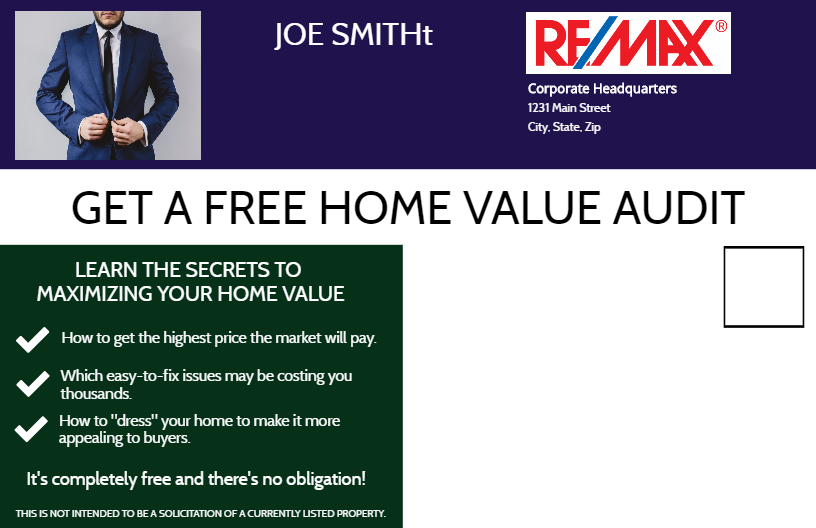 JOE SMITHt
RE/MAX®
Corporate Headquarters
1231 Main Street
City, State, Zip
GET A FREE HOME VALUE AUDIT
LEARN THE SECRETS TO
MAXIMIZING YOUR HOME VALUE
How to get the highest price the market will pay.
Which easy-to-fix issues may be costing you
thousands.
How to "dress" your home to make it more
appealing to buyers.
It's completely free and there's no obligation!
THIS IS NOT INTENDED TO BE A SOLICITATION OF A CURRENTLY LISTED PROPERTY.